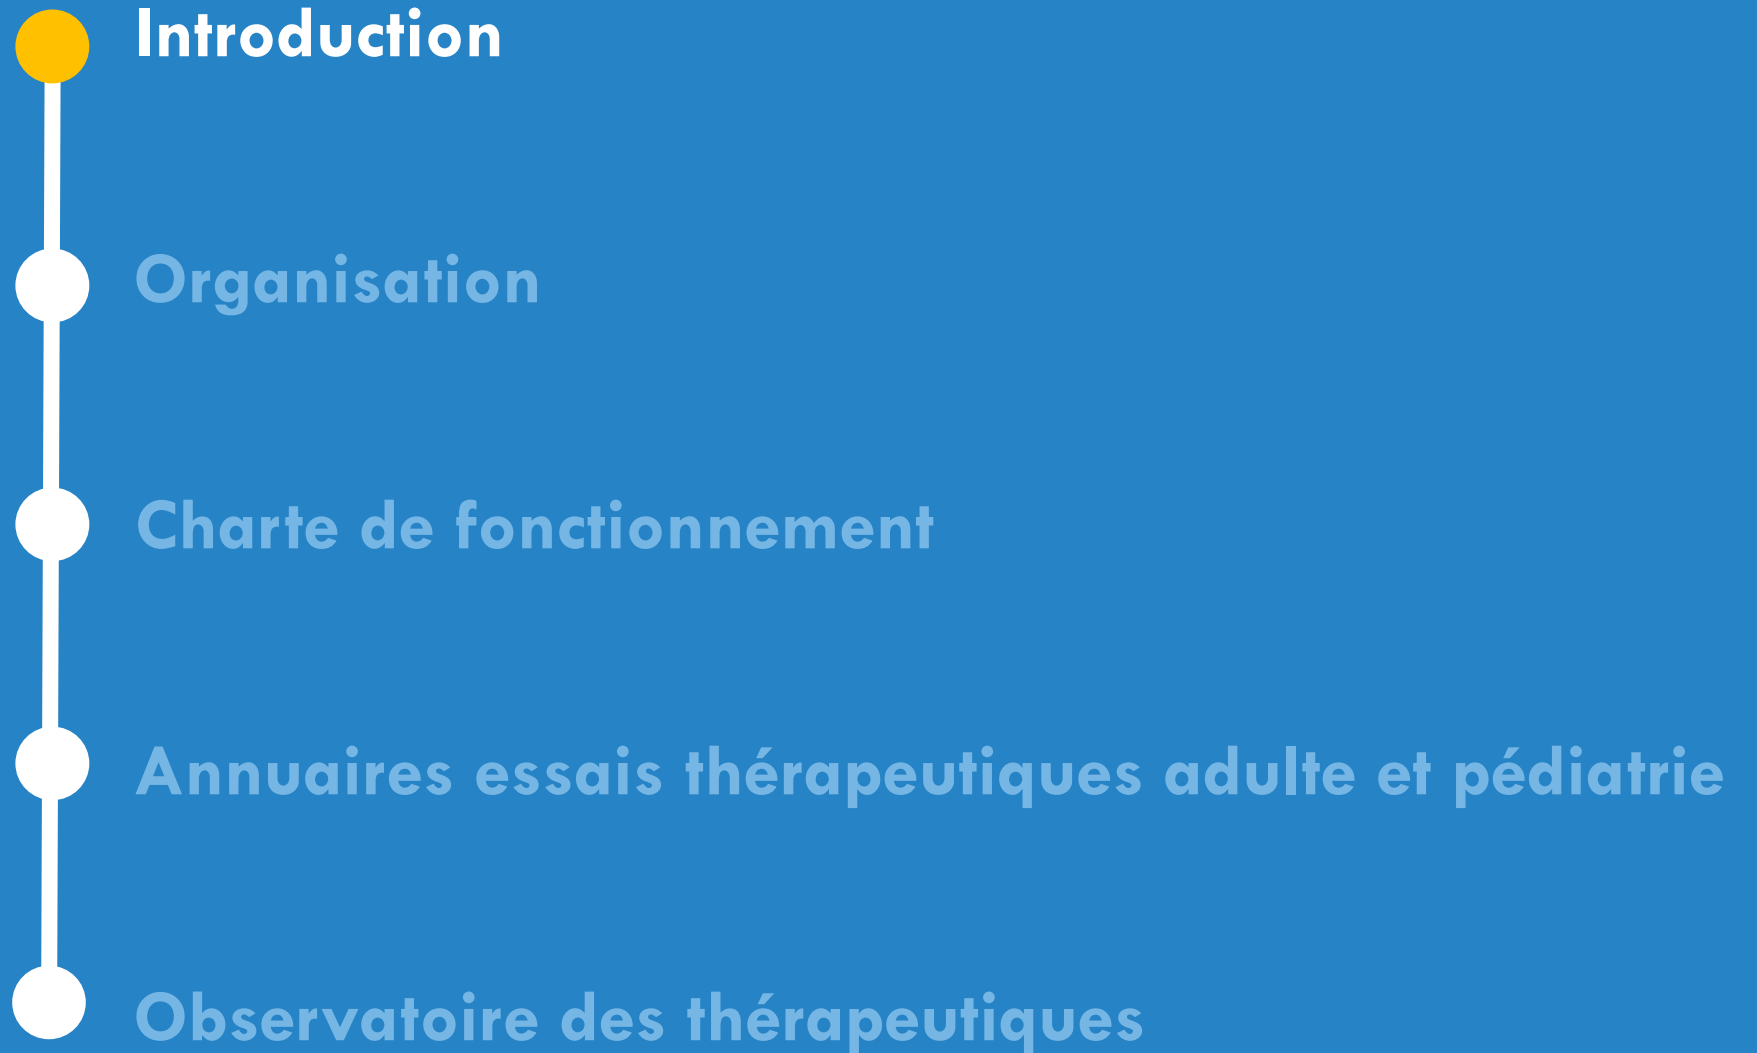 Introduction
Organisation
Charte de fonctionnement
Annuaires essais thérapeutiques adulte et pédiatrie
Observatoire des thérapeutiques